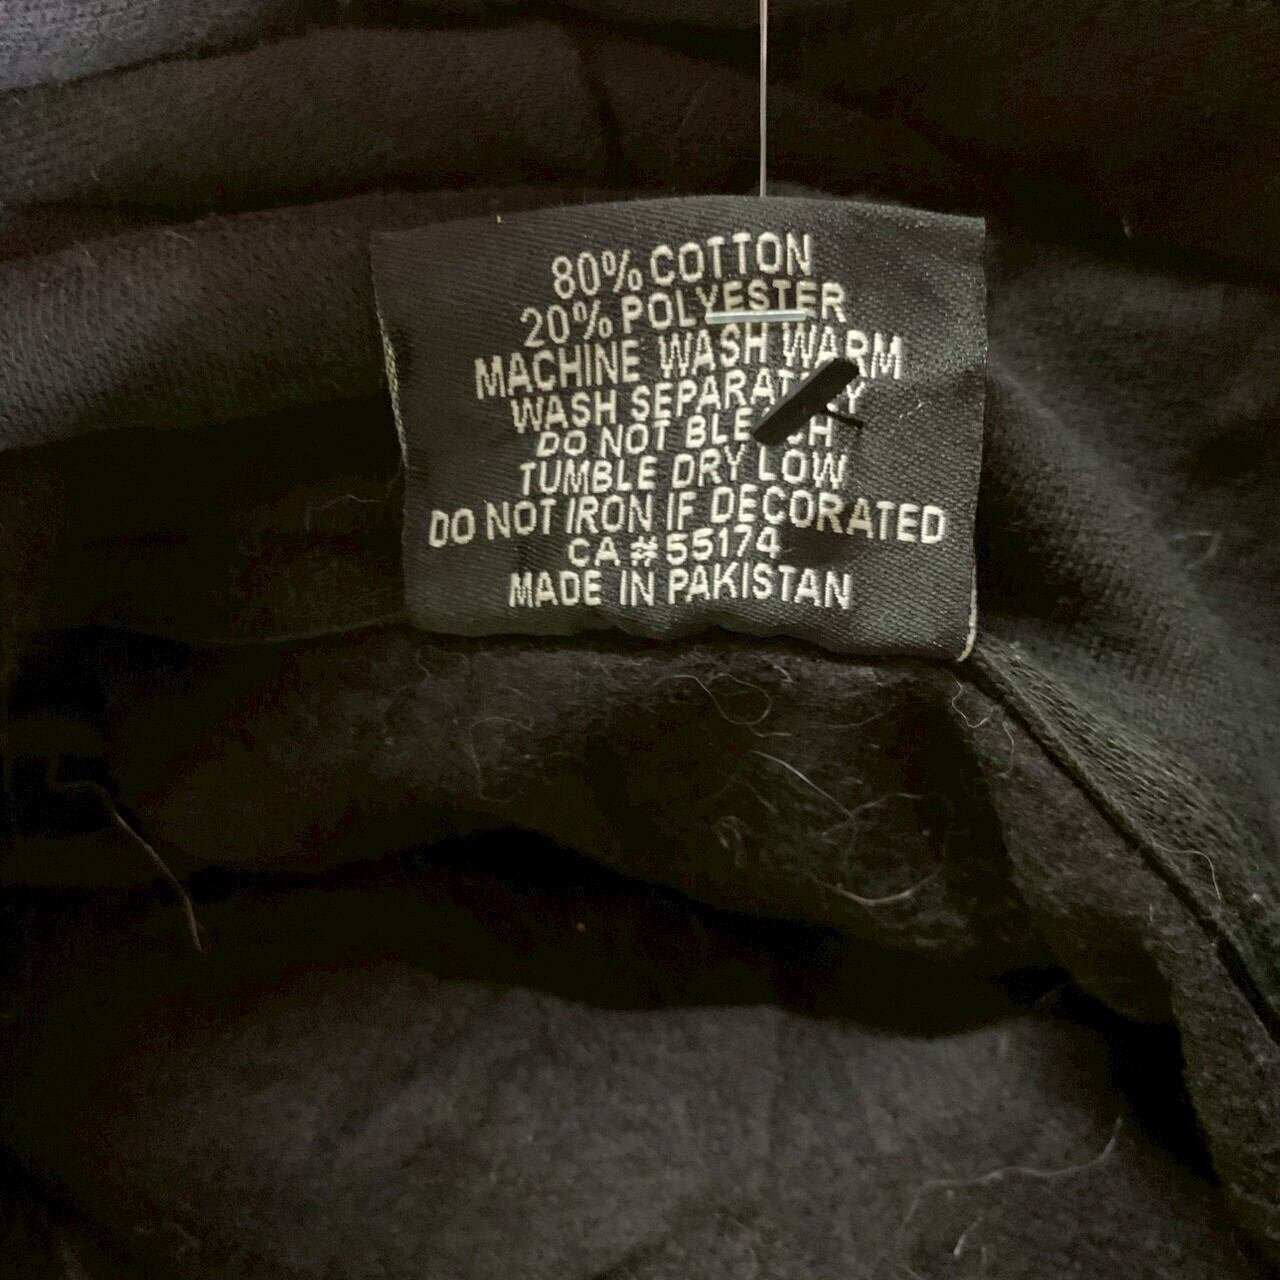 80% COTTON
20% POLYESTER
MACHINE WASH WARM
WASH SEPARATELY
DO NOT BLEACH
TUMBLE DRY LOW
DO NOT IRON IF DECORATED
CA # 55174
MADE IN PAKISTAN